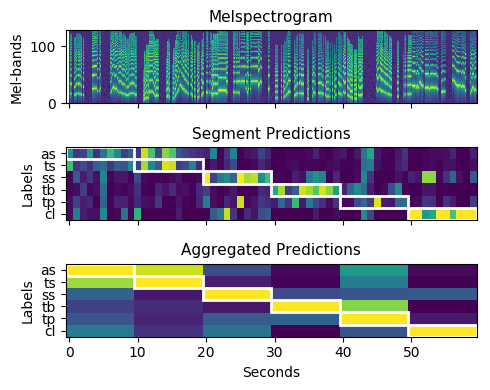 Melspectrogram
100
0
Mel-bands
Segment Predictions
as
ts
ss
tb
tp
cl
Labels
Aggregated Predictions
as
ts
ss
tb
tp
cl
Labels
0 10 20 30 40 50
Seconds